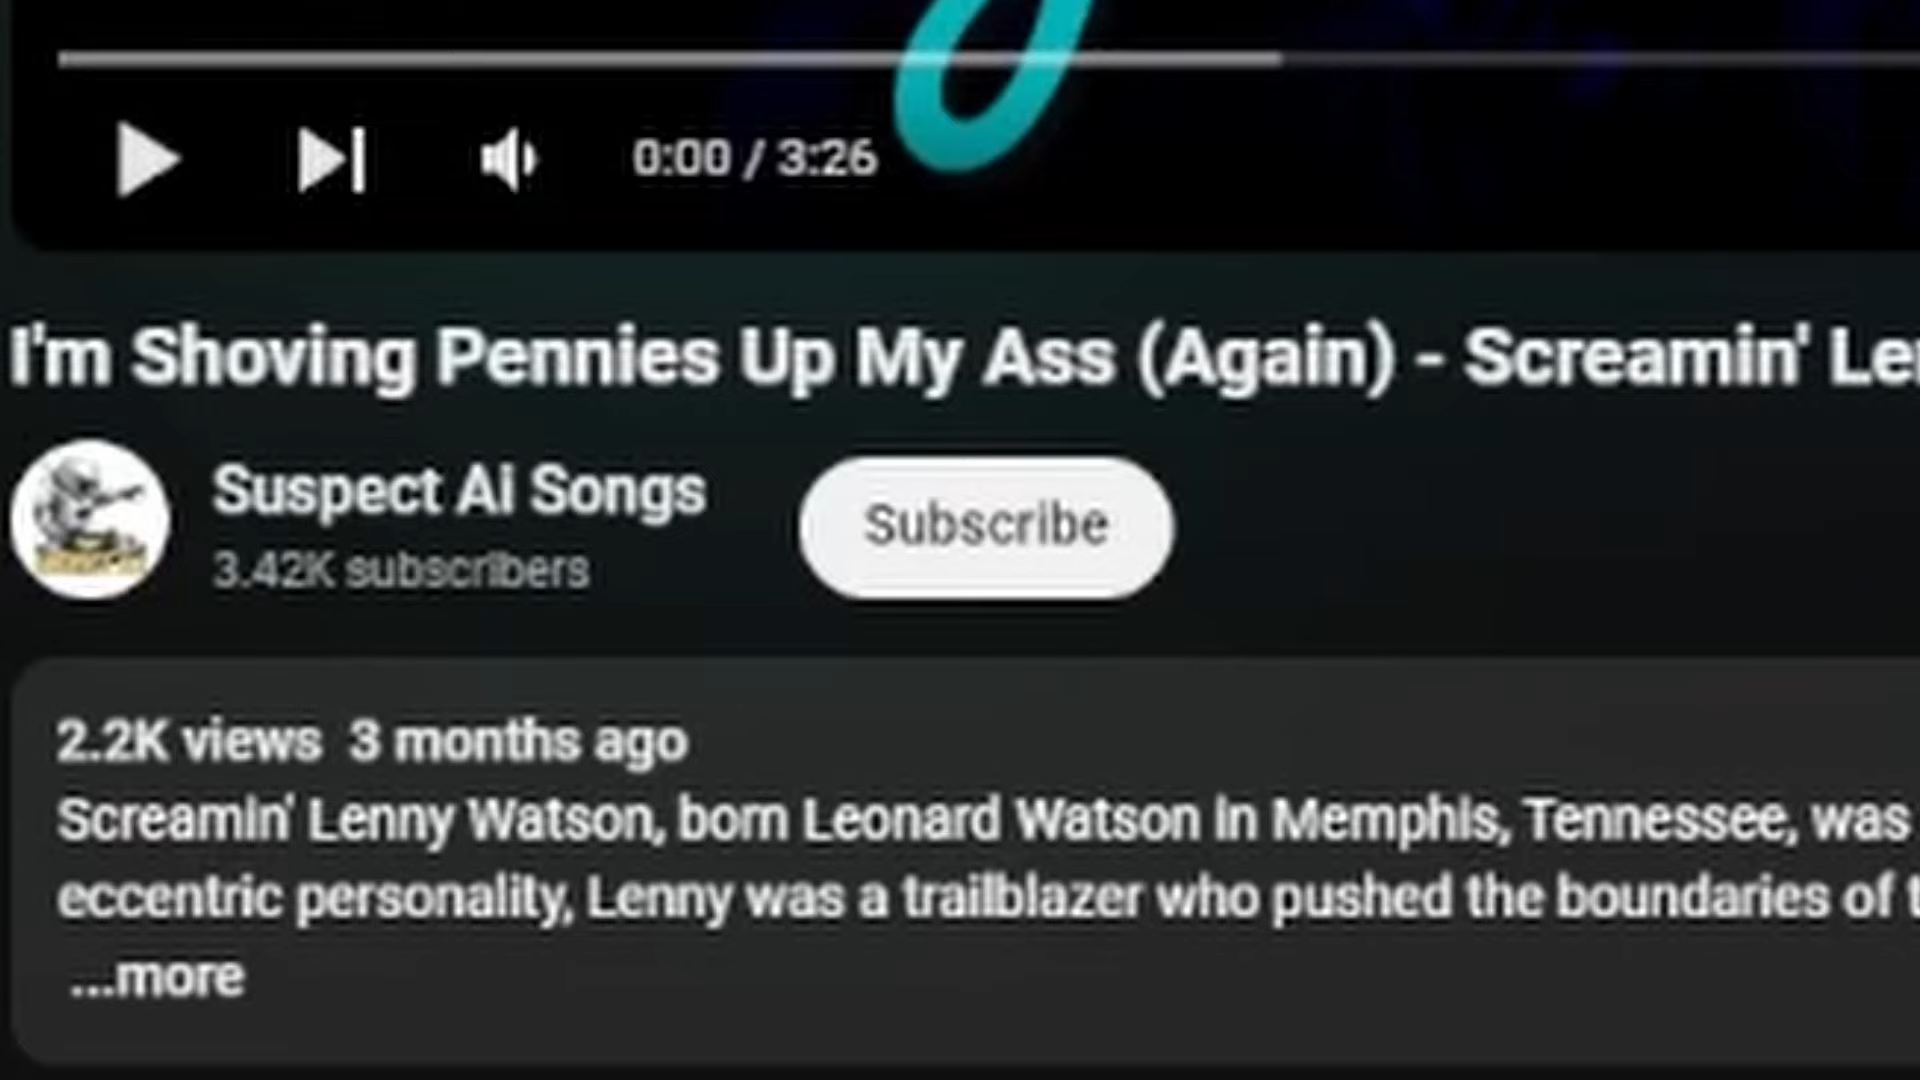 0:00 / 3:26
I'm Shoving Pennies Up My Ass (Again) - Screamin' Le
Suspect Ai Songs
Subscribe
3.42K subscribers
2.2K views 3 months ago
Screamin' Lenny Watson, born Leonard Watson in Memphis, Tennessee, was
eccentric personality, Lenny was a trailblazer who pushed the boundaries of t
...more